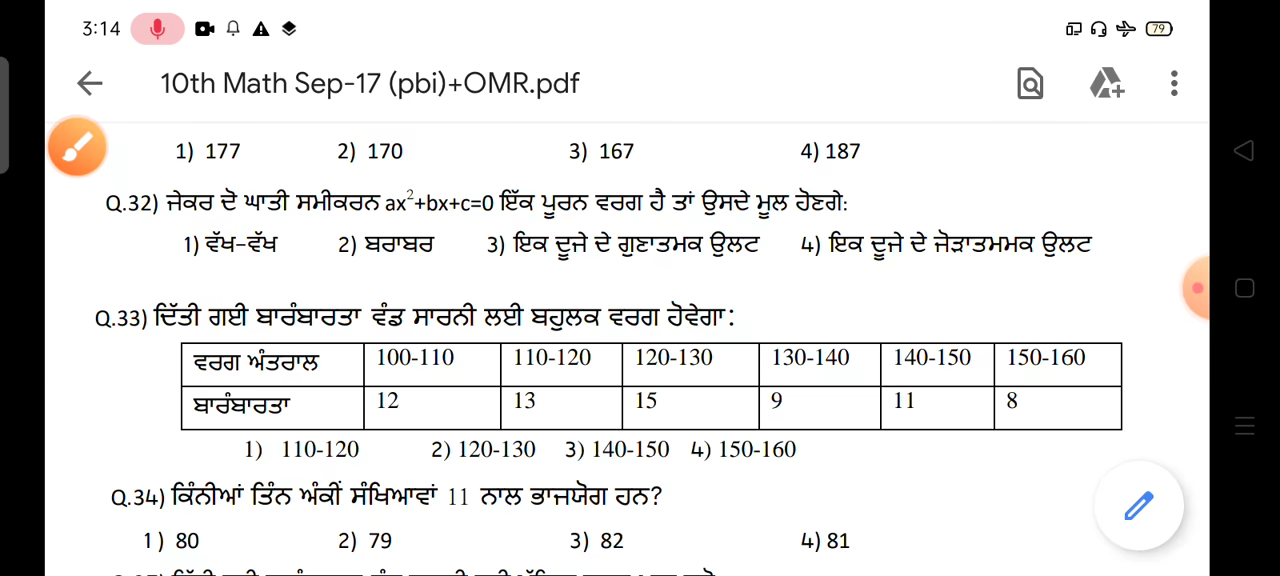 3:14 79
10th Math Sep-17 (pbi)+OMR.pdf
1) 177 2) 170 3) 167 4) 187
Q.32) ਜੇਕਰ ਦੋ ਘਾਤੀ ਸਮੀਕਰਨ ax²+bx+c=0 ਇੱਕ ਪੂਰਨ ਵਰਗ ਹੈ ਤਾਂ ਉਸਦੇ ਮੂਲ ਹੋਣਗੇ:
1) ਵੱਖ-ਵੱਖ 2) ਬਰਾਬਰ 3) ਇਕ ਦੂਜੇ ਦੇ ਗੁਣਾਤਮਕ ਉਲਟ 4) ਇਕ ਦੂਜੇ ਦੇ ਜੋੜਾਤਮਮਕ ਉਲਟ
Q.33) ਦਿੱਤੀ ਗਈ ਬਾਰੰਬਾਰਤਾ ਵੰਡ ਸਾਰਨੀ ਲਈ ਬਹੁਲਕ ਵਰਗ ਹੋਵੇਗਾ:
ਵਰਗ ਅੰਤਰਾਲ 100-110 110-120 120-130 130-140 140-150 150-160
ਬਾਰੰਬਾਰਤਾ 12 13 15 9 11 8
1) 110-120 2) 120-130 3) 140-150 4) 150-160
Q.34) ਕਿੰਨੀਆਂ ਤਿੰਨ ਅੰਕੀਂ ਸੰਖਿਆਵਾਂ 11 ਨਾਲ ਭਾਜਯੋਗ ਹਨ?
1) 80 2) 79 3) 82 4) 81